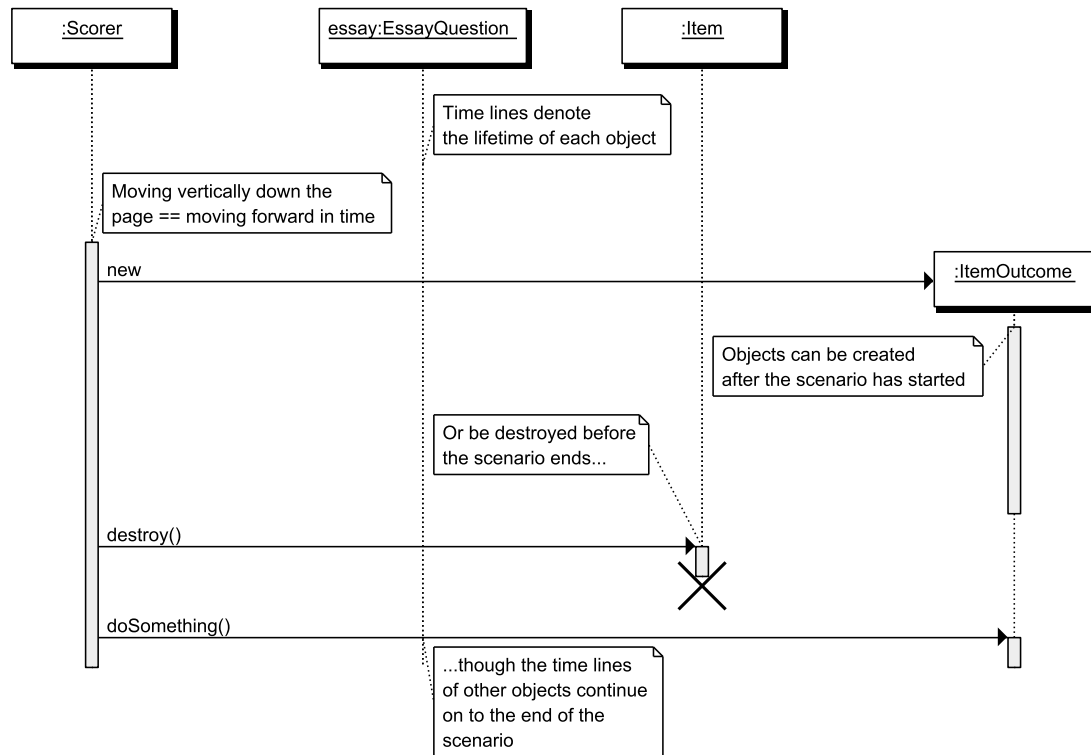 :Scorer
essay:EssayQuestion
:Item
Time lines denote
the lifetime of each object
Moving vertically down the
page == moving forward in time
new
:ItemOutcome
Objects can be created
after the scenario has started
Or be destroyed before
the scenario ends...
destroy()
doSomething()
...though the time lines
of other objects continue
on to the end of the
scenario